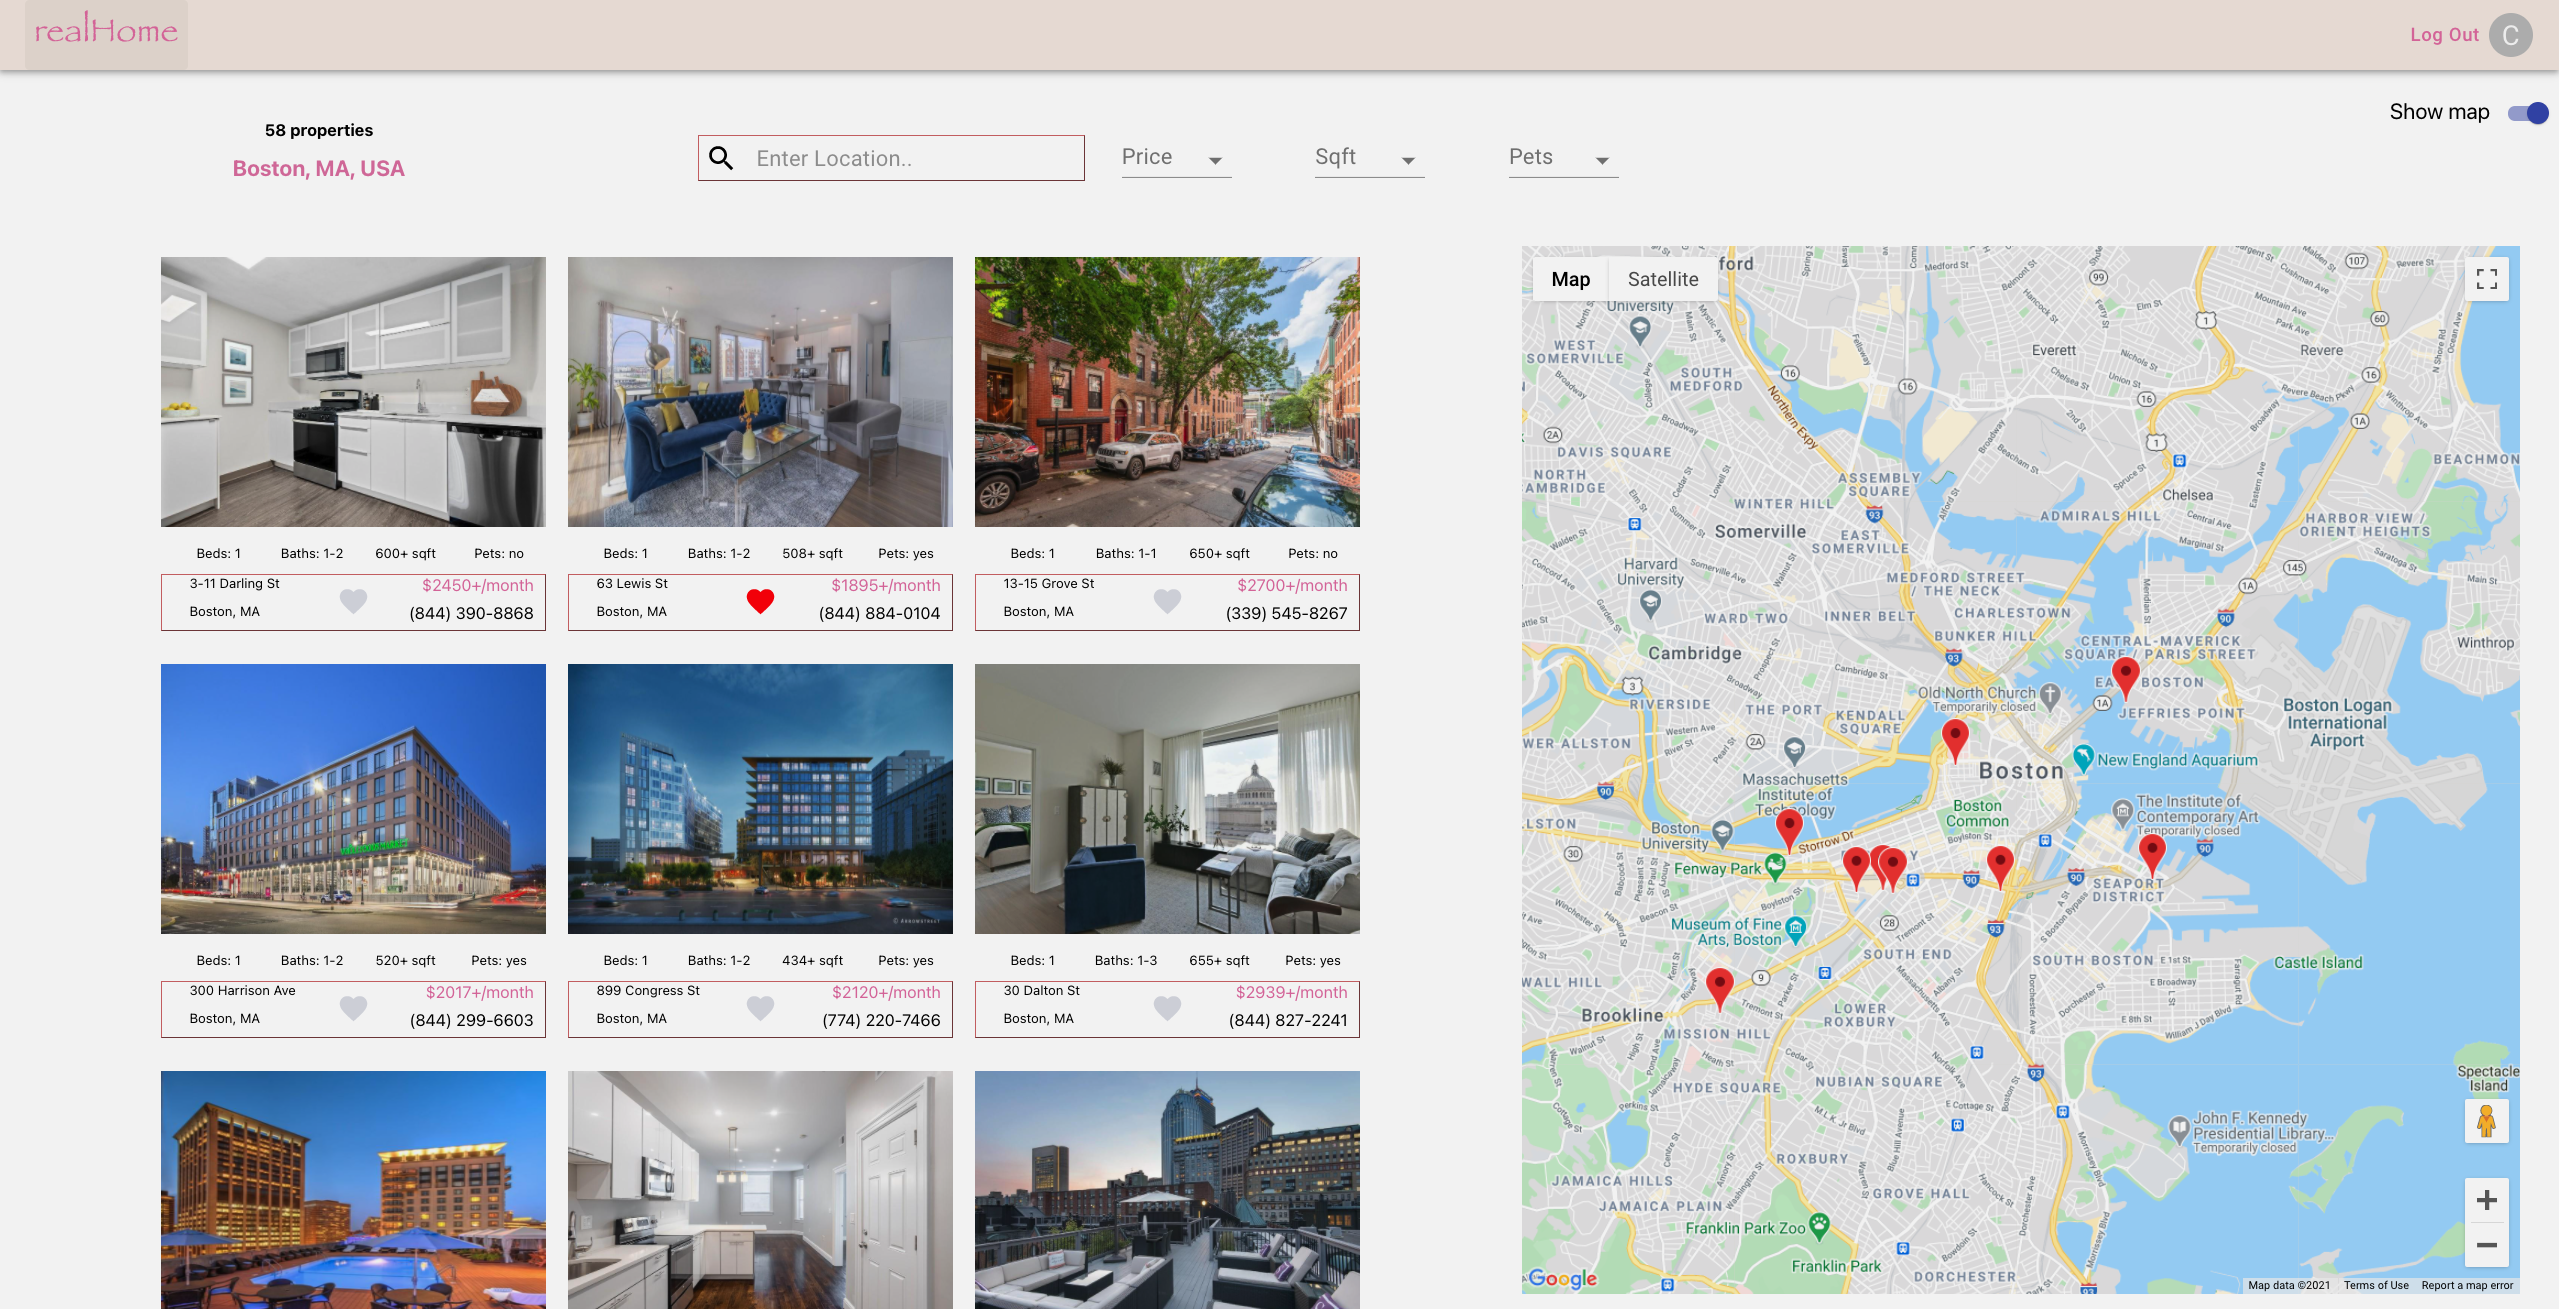 realHome
Log Out
C
Show map
58 properties
Boston, MA, USA
Enter Location..
Price
Sqft
Pets
Beds: 1 Baths: 1-2 600+ sqft Pets: no
3-11 Darling St $2450+/month
Boston, MA (844) 390-8868
Beds: 1 Baths: 1-2 508+ sqft Pets: yes
63 Lewis St $1895+/month
Boston, MA (844) 884-0104
Beds: 1 Baths: 1-1 650+ sqft Pets: no
13-15 Grove St $2700+/month
Boston, MA (339) 545-8267
Beds: 1 Baths: 1-2 520+ sqft Pets: yes
300 Harrison Ave $2017+/month
Boston, MA (844) 299-6603
Beds: 1 Baths: 1-2 434+ sqft Pets: yes
899 Congress St $2120+/month
Boston, MA (774) 220-7466
Beds: 1 Baths: 1-3 655+ sqft Pets: yes
30 Dalton St $2939+/month
Boston, MA (844) 827-2241
Map
Satellite
University
WEST
SOMERVILLE
SOUTH
MEDFORD
Everett
Revere
Northern Expy
DAVIS SQUARE
NORTH
ASSEMBLY
SQUARE
WINTER HILL
Somerville
EAST
SOMERVILLE
Chelsea
ADMIRALS HILL
HARBOR VIEW /
ORIENT HEIGHTS
Harvard
University
MEDFORD STREET
/ THE NECK
WARD TWO
INNER BELT
CHARLESTOWN
BUNKER HILL
CENTRAL-MAVERICK
SQUARE
PARIS STREET
Winthrop
Cambridge
Old North Church
Temporarily closed
BOSTON
JEFFRIES POINT
Boston Logan
International
Airport
RIVERSIDE
THE PORT
KENDALL
SQUARE
Massachusetts
Institute of
Boston
New England Aquarium
Boston
Common
The Institute of
Contemporary Art
Temporarily closed
Boston
University
Storrow Dr
Boylston St
Fenway Park
SEAPORT
DISTRICT
Museum of Fine
Arts, Boston
SOUTH END
SOUTH BOSTON
Castle Island
Brookline
MISSION HILL
LOWER
ROXBURY
HYDE SQUARE
NUBIAN SQUARE
Spectacle
Island
John F. Kennedy
Presidential Library...
Temporarily closed
ROXBURY
JAMAICA HILLS
JAMAICA PLAIN
GROVE HALL
Franklin Park Zoo
Franklin Park
DORCHESTER
Google
Map data ©2021 Terms of Use Report a map error